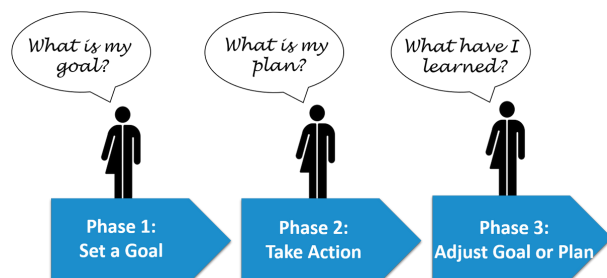 What is my
goal?
What is my
plan?
What have I
learned?
Phase 1:
Set a Goal
Phase 2:
Take Action
Phase 3:
Adjust Goal or Plan